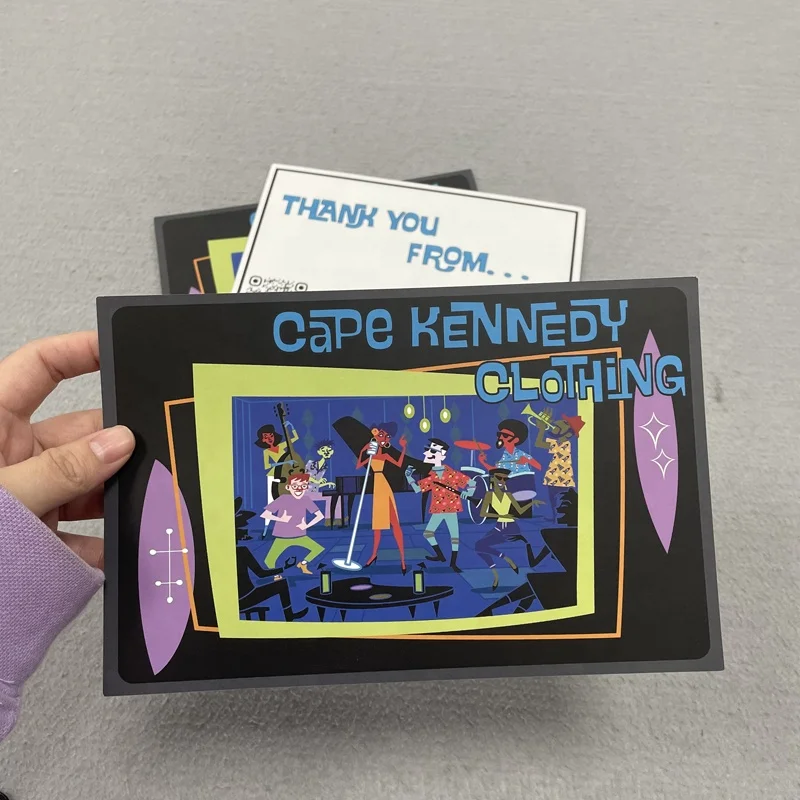 THANK YOU
FROM...
CaPe KENNEDY
CLOTHiNG